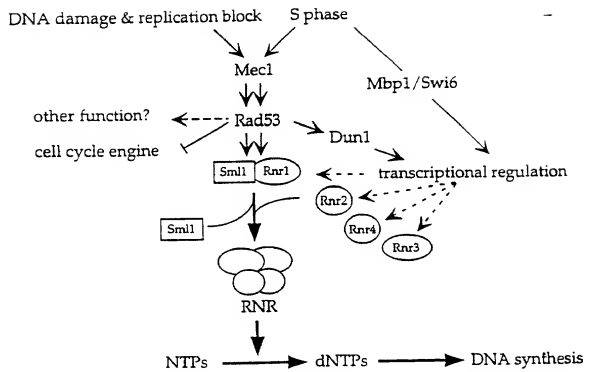 DNA damage & replication block
S phase
Mec1
Mbp1/Swi6
other function?
Rad53
Dun1
cell cycle engine
Sml1
Rnr1
transcriptional regulation
Rnr2
Sml1
Rnr4
Rnr3
RNR
NTPs
dNTPs
DNA synthesis